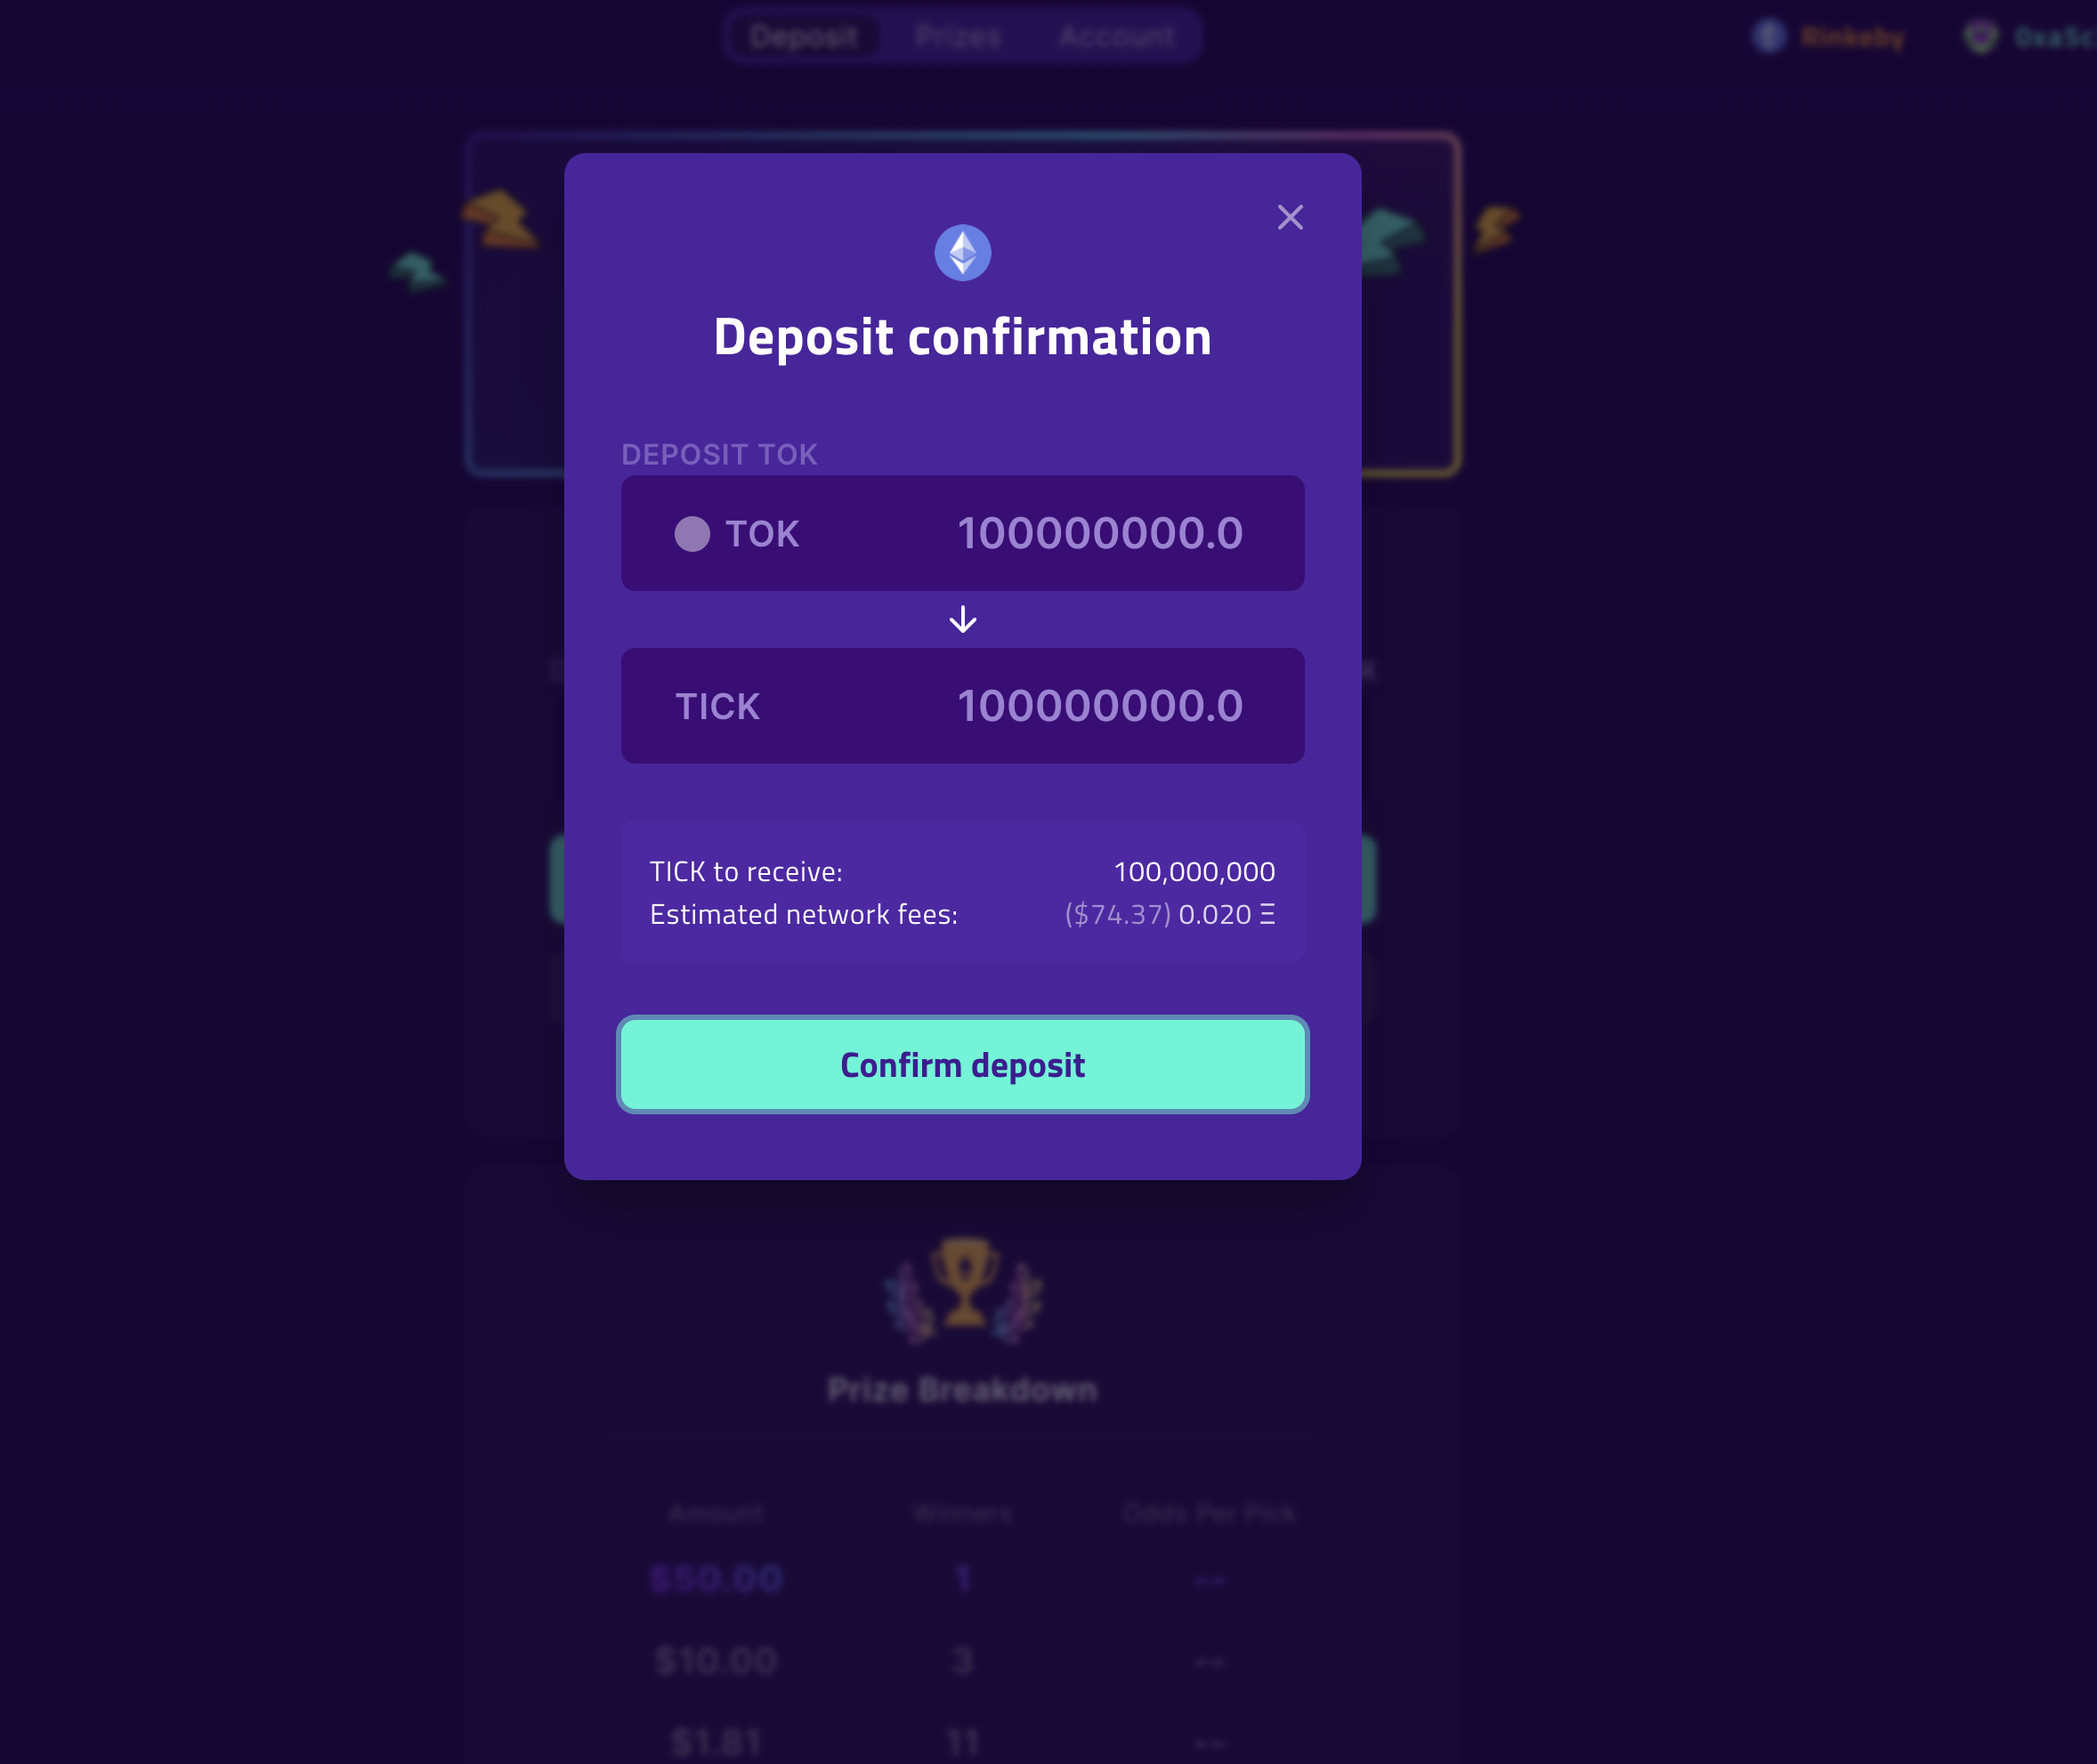 Deposit Prizes Account
Rinkeby
Deposit confirmation
DEPOSIT TOK
TOK 100000000.0
TICK 100000000.0
TICK to receive: 100,000,000
Estimated network fees: ($74.37) 0.020 Ξ
Confirm deposit
Prize Breakdown
Amount Winners Odds Per Pick
$50.00 1 --
$10.00 3 --
$1.81 11 --